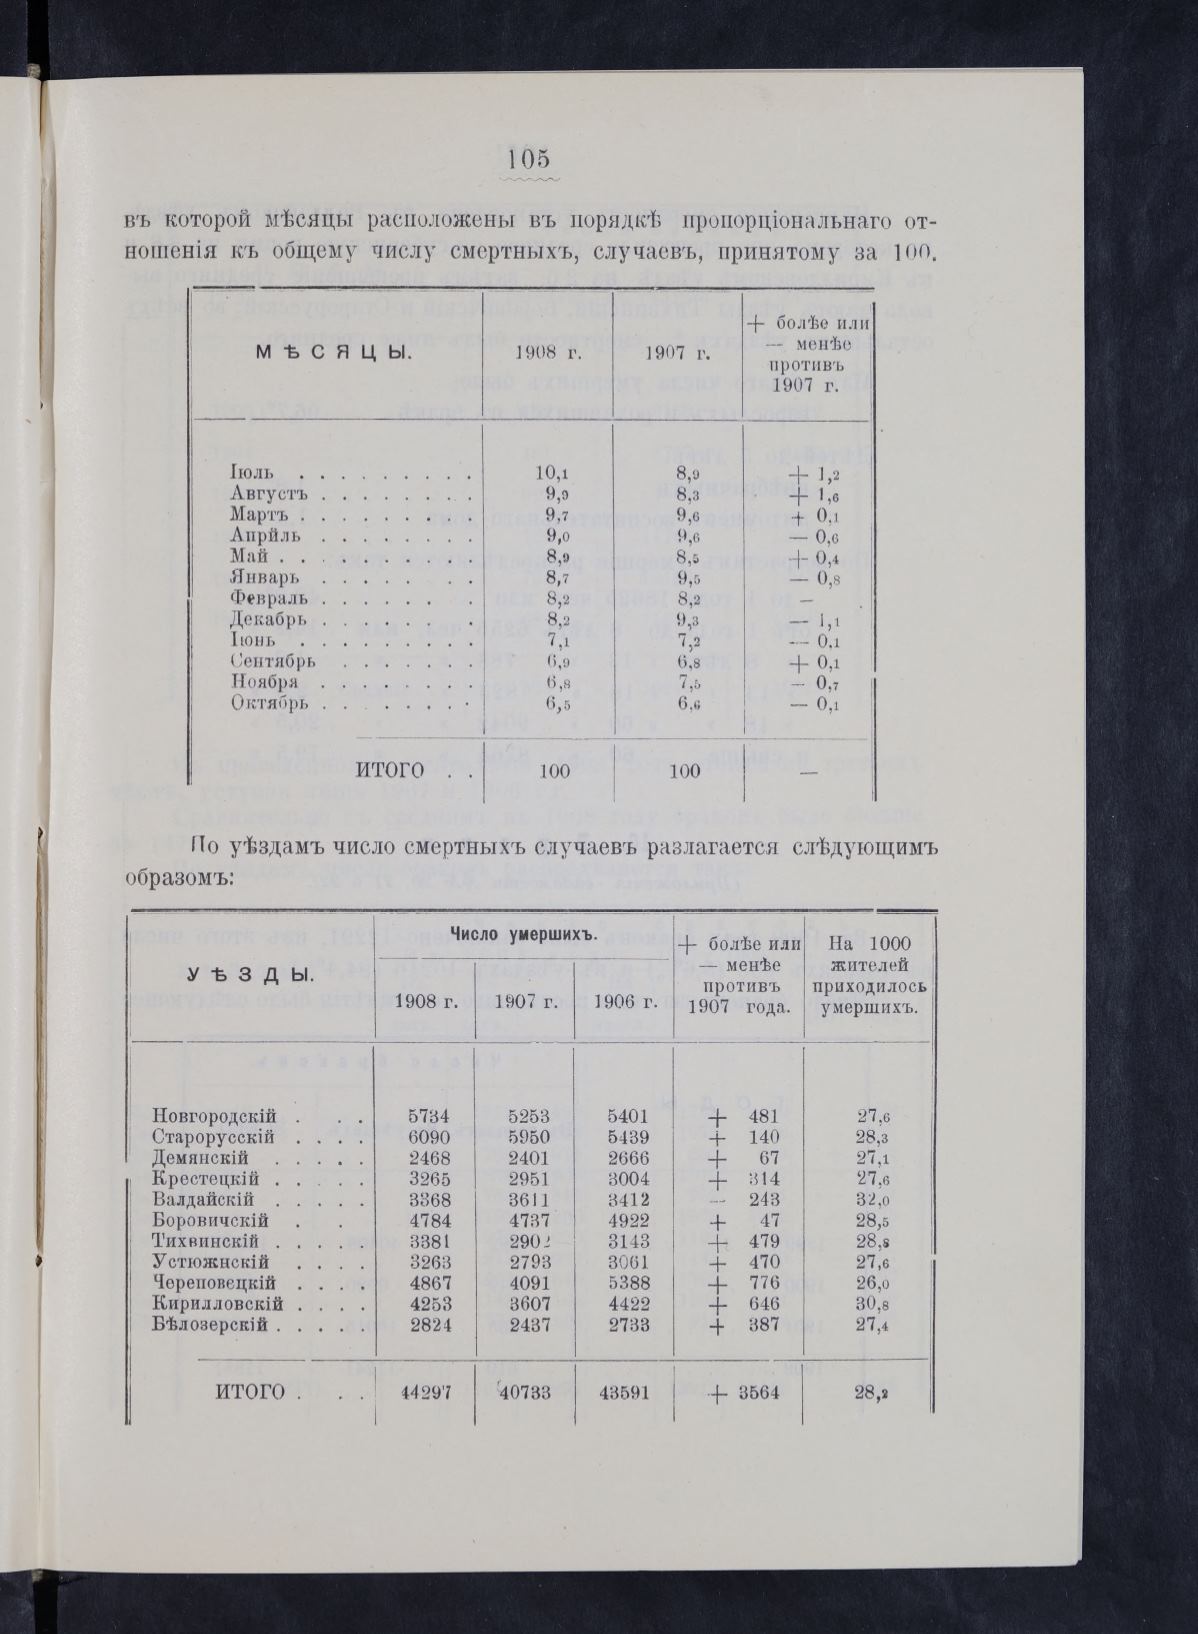 105
въ которой мѣсяцы расположены въ порядкѣ пропорціональнаго от-
ношенія къ общему числу смертныхъ, случаевъ, принятому за 100.
МѢСЯЦЫ. 1908 г. 1907 г. + болѣе или — менѣе противъ 1907 г.
Іюль . . . . . . . . 10,1 8,9 + 1,2
Августъ . . . . . . . . 9,9 8,3 + 1,6
Мартъ . . . . . . . . 9,7 9,6 + 0,1
Апрйль . . . . . . . . 9,0 9,6 — 0,6
Май . . . . . . . . 8,9 8,5 + 0,4
Январь . . . . . . . 8,7 9,5 — 0,8
Февраль . . . . . . . 8,2 8,2 —
Декабрь . . . . . . . 8,2 9,3 — 1,1
Іюнь . . . . . . . . 7,1 7,2 — 0,1
Сентябрь . . . . . . . 6,9 6,8 + 0,1
Ноября . . . . . . . . 6,8 7,5 — 0,7
Октябрь . . . . . . . . 6,5 6,6 — 0,1
ИТОГО . . 100 100 —
По уѣздамъ число смертныхъ случаевъ разлагается слѣдующимъ
образомъ:
УѢЗДЫ. Число умершихъ. + болѣе или — менѣе противъ 1907 года. На 1000 жителей приходилось умершихъ.
1908 г. 1907 г. 1906 г.
Новгородскій . . . . 5734 5253 5401 + 481 27,6
Старорусскій . . . . 6090 5950 5439 + 140 28,3
Демянскій . . . . . 2468 2401 2666 + 67 27,1
Крестецкій . . . . . 3265 2951 3004 + 314 27,6
Валдайскій . . . . . 3368 3611 3412 — 243 32,0
Боровичскій . . . 4784 4737 4922 + 47 28,5
Тихвинскій . . . . . 3381 2902 3143 + 479 28,8
Устюжнскій . . . . 3263 2793 3061 + 470 27,6
Череповецкій . . . . 4867 4091 5388 + 776 26,0
Кирилловскій . . . . 4253 3607 4422 + 646 30,8
Бѣлозерскій . . . . . 2824 2437 2733 + 387 27,4
ИТОГО . . . 44297 40733 43591 + 3564 28,2